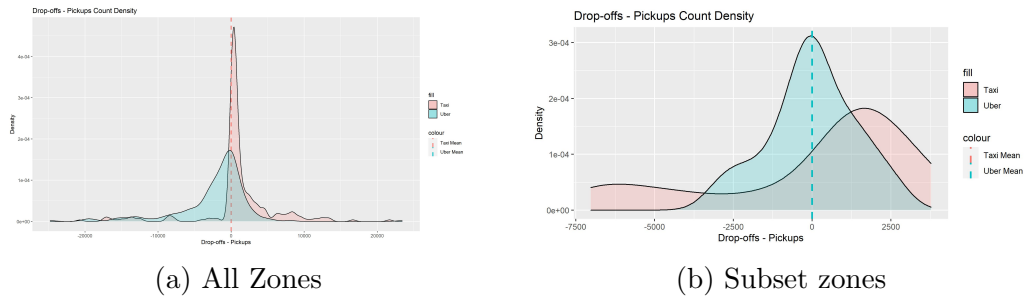 Drop-offs - Pickups Count Density
4e-04
3e-04
2e-04
1e-04
0e+00
Density
-20000 -10000 0 10000 20000
Drop-offs - Pickups
fill
Taxi
Uber
colour
Taxi Mean
Uber Mean
(a) All Zones
Drop-offs - Pickups Count Density
3e-04
2e-04
1e-04
0e+00
Density
-7500 -5000 -2500 0 2500
Drop-offs - Pickups
fill
Taxi
Uber
colour
Taxi Mean
Uber Mean
(b) Subset zones